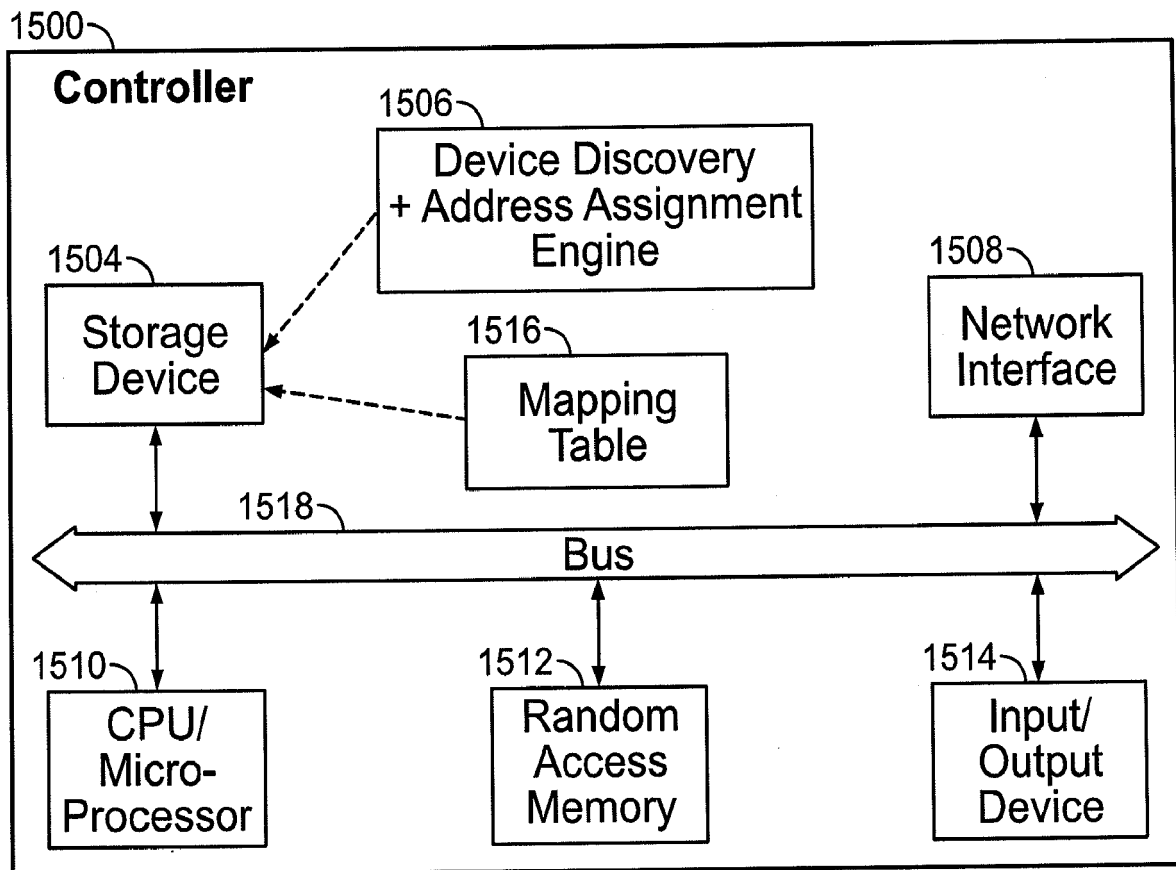 1500
Controller
1506
Device Discovery
+ Address Assignment
Engine
1504
Storage
Device
1516
Mapping
Table
1508
Network
Interface
1518
Bus
1510
CPU/
Micro-
Processor
1512
Random
Access
Memory
1514
Input/
Output
Device